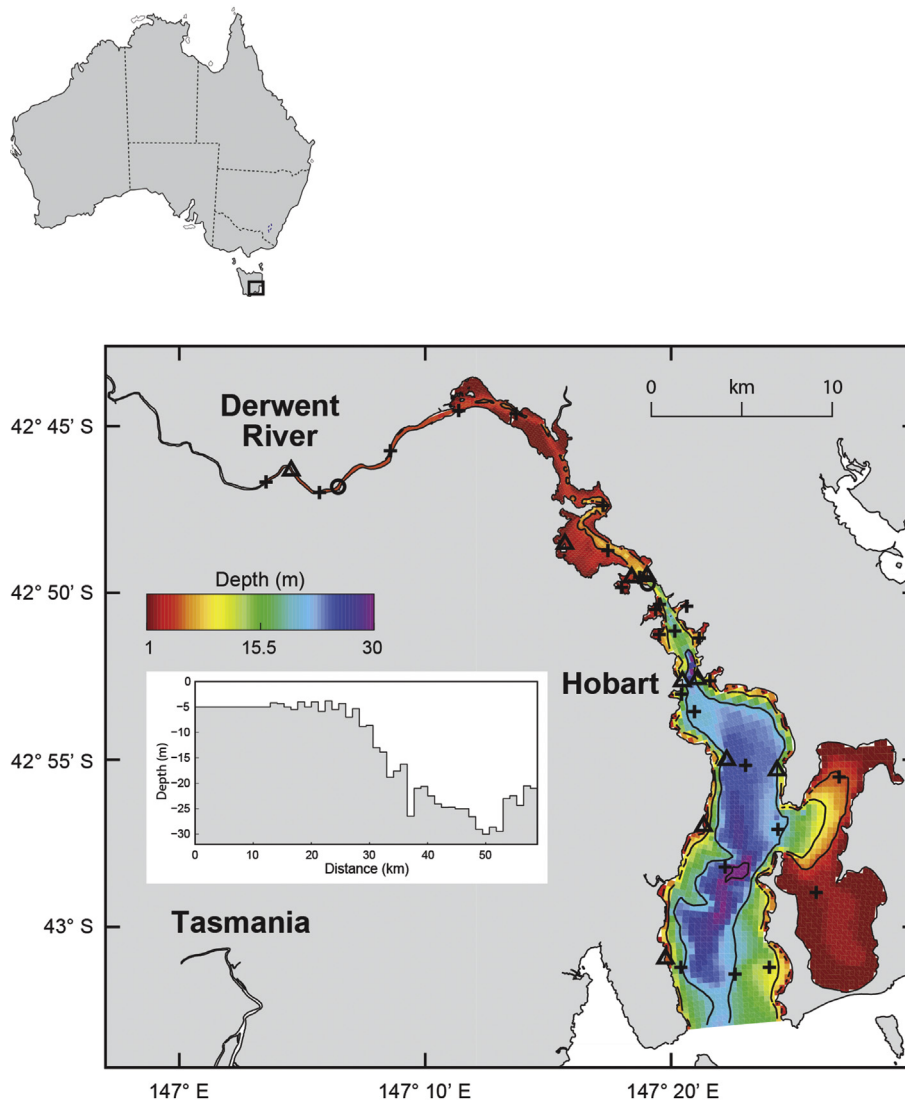 Derwent
River
0 km 10
42° 45' S
Depth (m)
42° 50' S
1 15.5 30
Hobart
0
−5
−10
−15
−20
−25
−30
Depth (m)
0 10 20 30 40 50
Distance (km)
42° 55' S
43° S
Tasmania
147° E 147° 10' E 147° 20' E